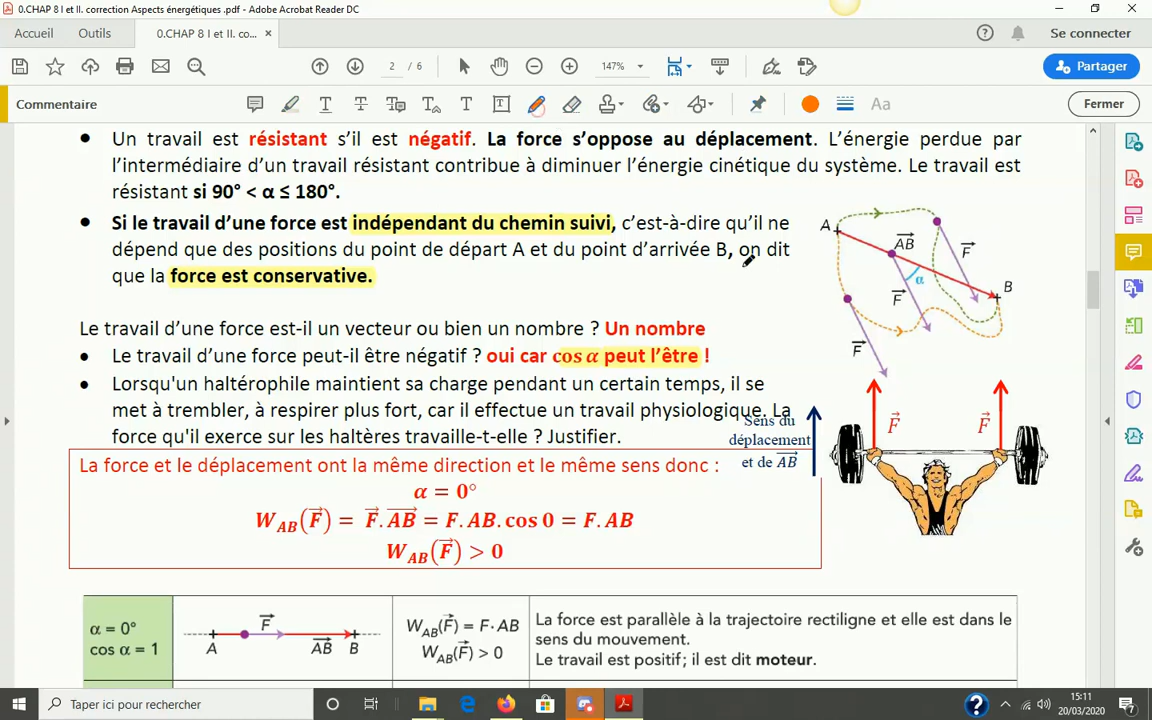 0.CHAP 8 I et II. correction Aspects énergétiques .pdf - Adobe Acrobat Reader DC
Accueil Outils 0.CHAP 8 I et II. co... × Se connecter
2 / 6 147% Partager
Commentaire Aa Fermer
• Un travail est résistant s'il est négatif. La force s'oppose au déplacement. L'énergie perdue par
l'intermédiaire d'un travail résistant contribue à diminuer l'énergie cinétique du système. Le travail est
résistant si 90° < α ≤ 180°.
• Si le travail d'une force est indépendant du chemin suivi, c'est-à-dire qu'il ne
dépend que des positions du point de départ A et du point d'arrivée B, on dit
que la force est conservative.
A
AB
F
α
F
B
F
Le travail d'une force est-il un vecteur ou bien un nombre ? Un nombre
• Le travail d'une force peut-il être négatif ? oui car cos α peut l'être !
• Lorsqu'un haltérophile maintient sa charge pendant un certain temps, il se
met à trembler, à respirer plus fort, car il effectue un travail physiologique. La
force qu'il exerce sur les haltères travaille-t-elle ? Justifier.
Sens du
déplacement
et de AB
F F
La force et le déplacement ont la même direction et le même sens donc :
α = 0°
W_AB(F) = F.AB = F.AB.cos 0 = F.AB
W_AB(F) > 0
α = 0°
cos α = 1
F
A AB B
W_AB(F) = F · AB
W_AB(F) > 0
La force est parallèle à la trajectoire rectiligne et elle est dans le
sens du mouvement.
Le travail est positif ; il est dit moteur.
Taper ici pour rechercher
15:11
20/03/2020
7